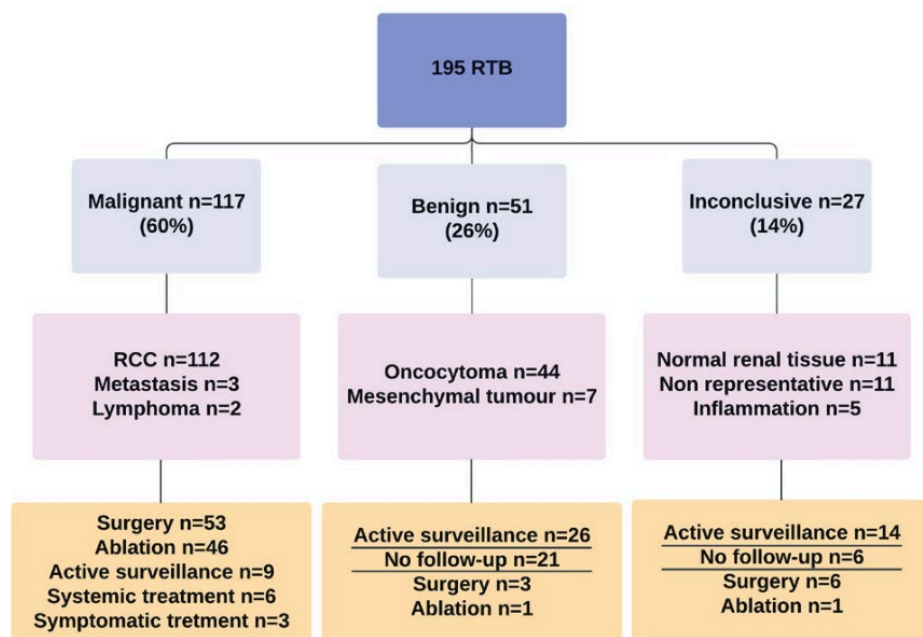 195 RTB
Malignant n=117
(60%)
Benign n=51
(26%)
Inconclusive n=27
(14%)
RCC n=112
Metastasis n=3
Lymphoma n=2
Oncocytoma n=44
Mesenchymal tumour n=7
Normal renal tissue n=11
Non representative n=11
Inflammation n=5
Surgery n=53
Ablation n=46
Active surveillance n=9
Systemic treatment n=6
Symptomatic tretment n=3
Active surveillance n=26
No follow-up n=21
Surgery n=3
Ablation n=1
Active surveillance n=14
No follow-up n=6
Surgery n=6
Ablation n=1